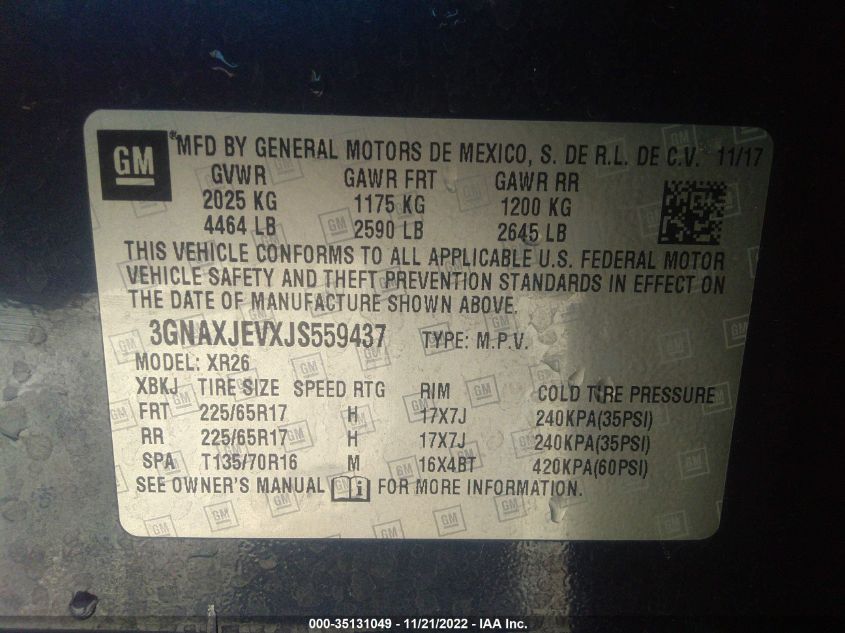 GM ® MFD BY GENERAL MOTORS DE MEXICO, S. DE R.L. DE C.V. 11/17
GVWR GAWR FRT GAWR RR
2025 KG 1175 KG 1200 KG
4464 LB 2590 LB 2645 LB
THIS VEHICLE CONFORMS TO ALL APPLICABLE U.S. FEDERAL MOTOR
VEHICLE SAFETY AND THEFT PREVENTION STANDARDS IN EFFECT ON
THE DATE OF MANUFACTURE SHOWN ABOVE.
3GNAXJEVXJS559437 TYPE: M.P.V.
MODEL: XR26
XBKJ TIRE SIZE SPEED RTG RIM COLD TIRE PRESSURE
FRT 225/65R17 H 17X7J 240KPA(35PSI)
RR 225/65R17 H 17X7J 240KPA(35PSI)
SPA T135/70R16 M 16X4BT 420KPA(60PSI)
SEE OWNER'S MANUAL i FOR MORE INFORMATION.
000-35131049 — 11/21/2022 — IAA Inc.